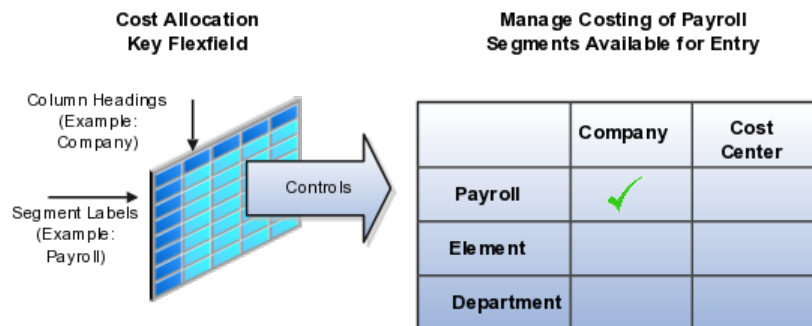 Cost Allocation
Key Flexfield
Column Headings
(Example:
Company)
Segment Labels
(Example:
Payroll)
Controls
Manage Costing of Payroll
Segments Available for Entry
Company
Cost
Center
Payroll
Element
Department